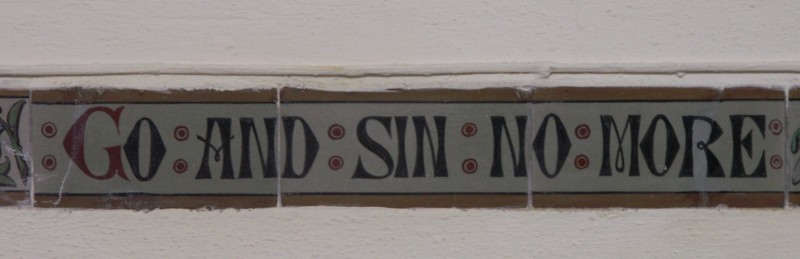 GO AND SIN NO MORE